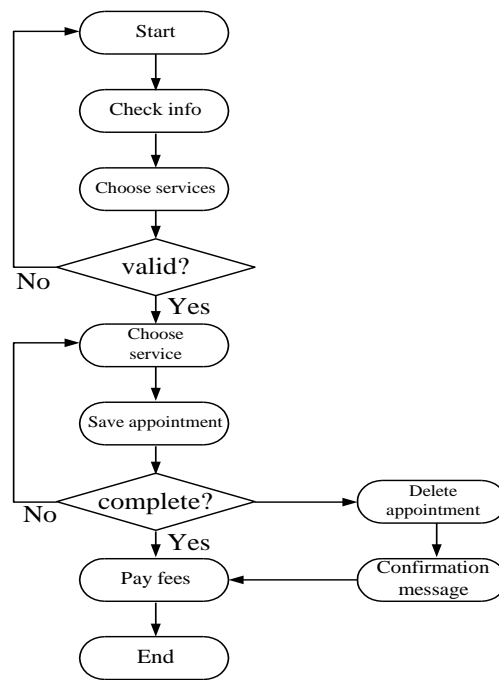 Start
Check info
Choose services
valid?
No
Yes
Choose
service
Save appointment
complete?
No
Yes
Delete
appointment
Pay fees
Confirmation
message
End